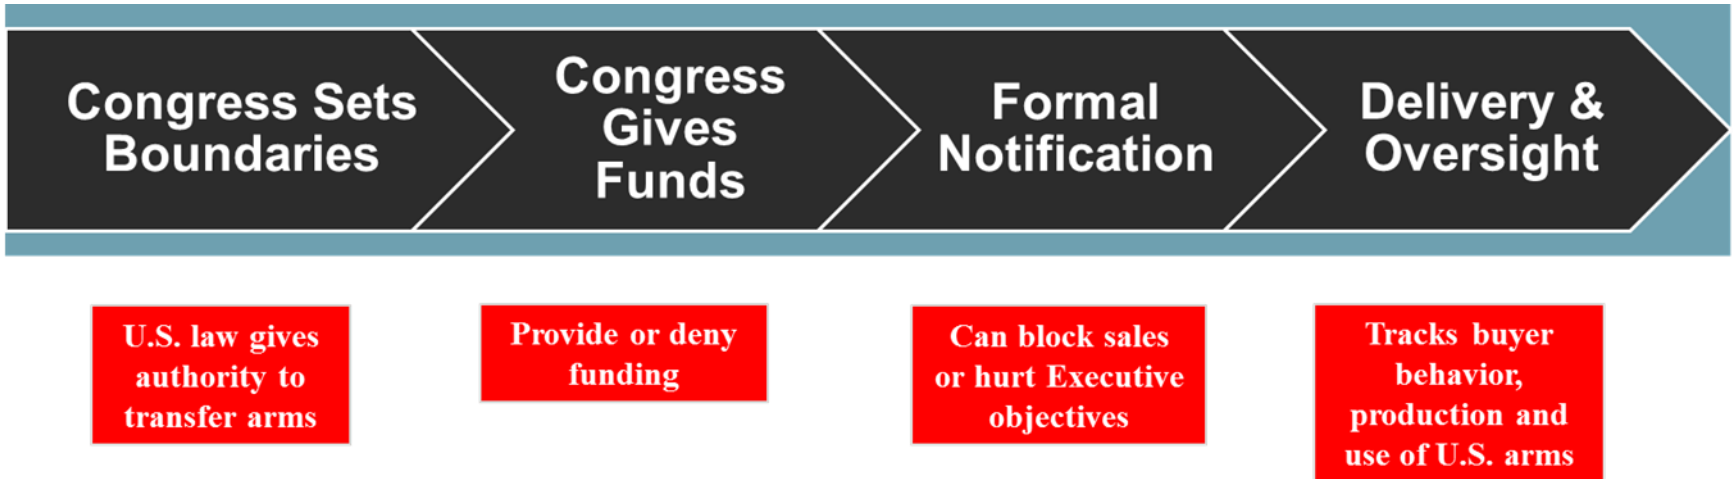 Congress Sets
Boundaries
Congress
Gives
Funds
Formal
Notification
Delivery &
Oversight
U.S. law gives
authority to
transfer arms
Provide or deny
funding
Can block sales
or hurt Executive
objectives
Tracks buyer
behavior,
production and
use of U.S. arms